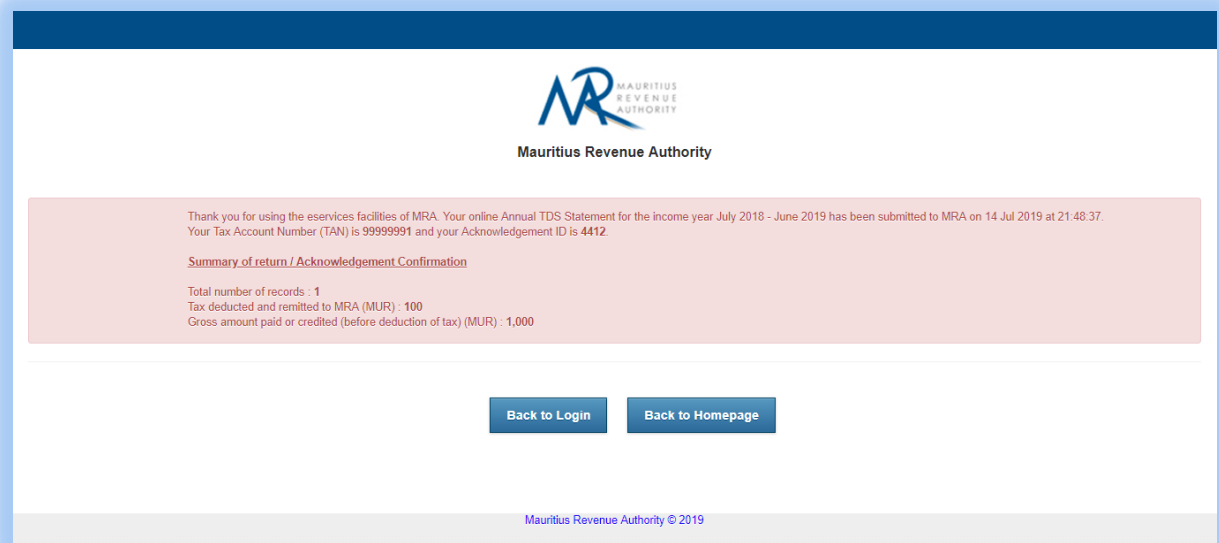 MAURITIUS
REVENUE
AUTHORITY
Mauritius Revenue Authority
Thank you for using the eservices facilities of MRA. Your online Annual TDS Statement for the income year July 2018 - June 2019 has been submitted to MRA on 14 Jul 2019 at 21:48:37.
Your Tax Account Number (TAN) is 99999991 and your Acknowledgement ID is 4412.
Summary of return / Acknowledgement Confirmation
Total number of records : 1
Tax deducted and remitted to MRA (MUR) : 100
Gross amount paid or credited (before deduction of tax) (MUR) : 1,000
Back to Login
Back to Homepage
Mauritius Revenue Authority © 2019